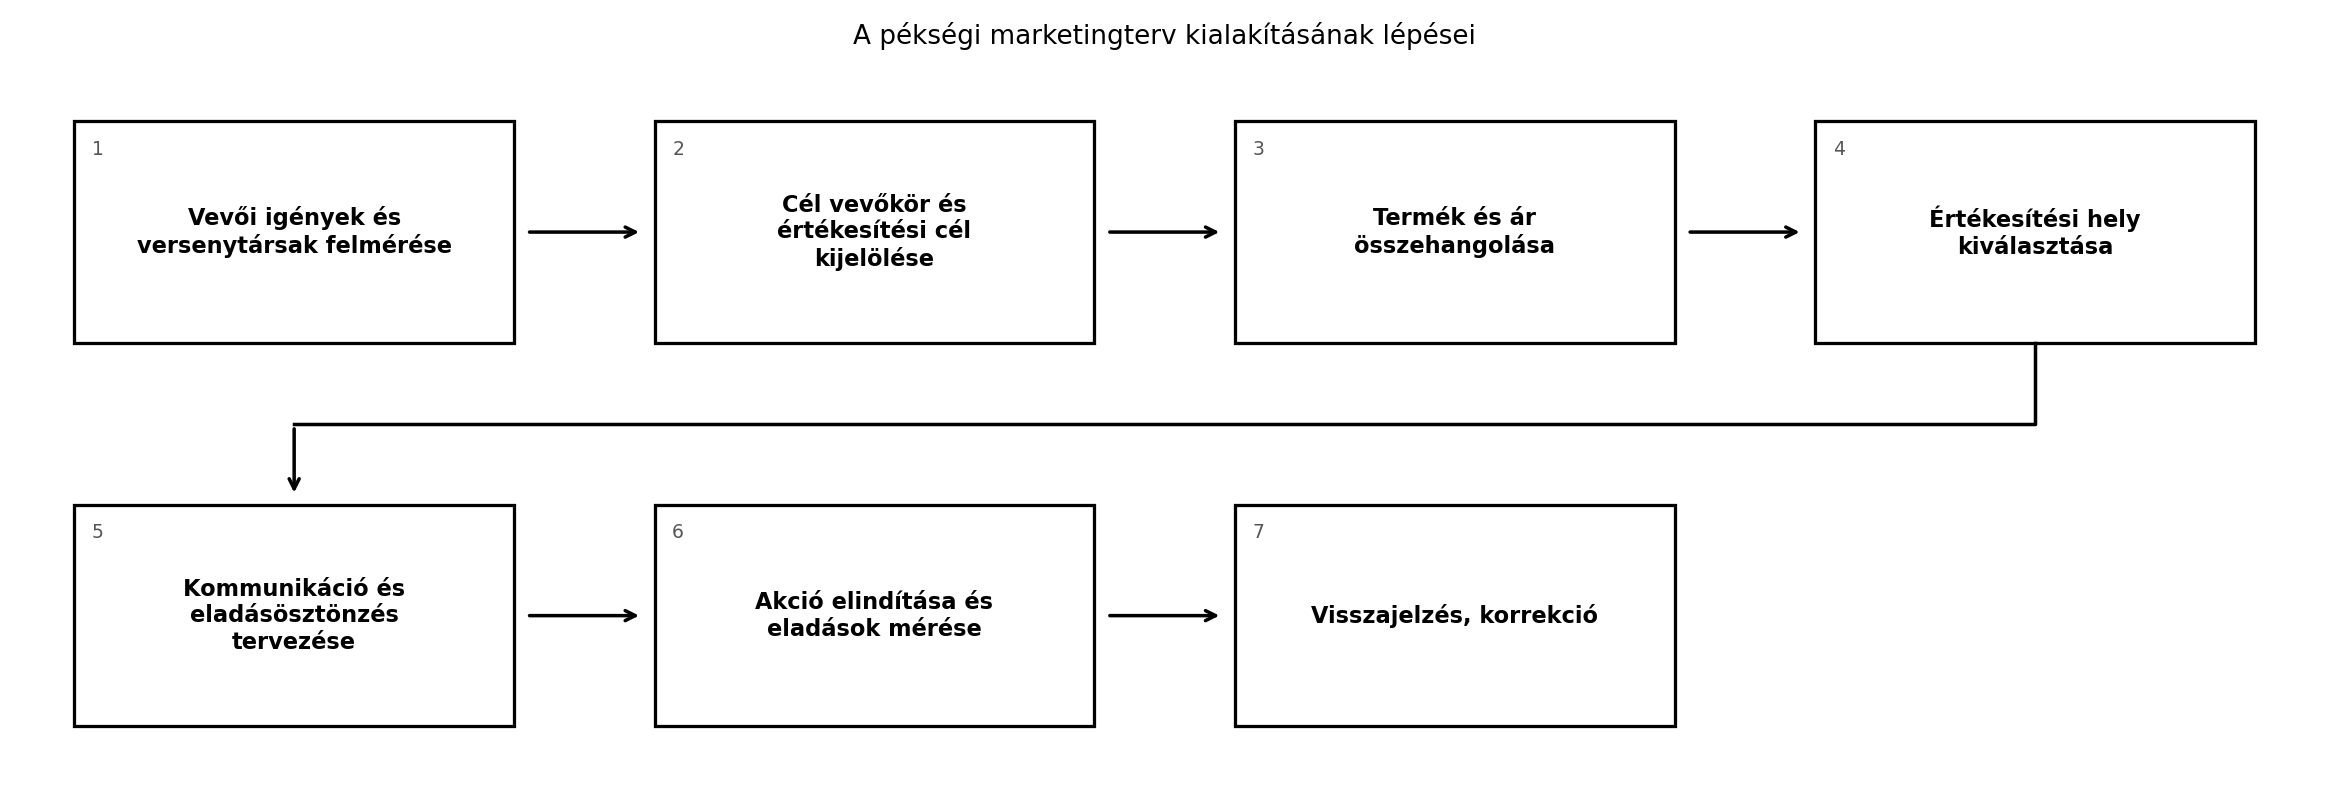 A pékségi marketingterv kialakításának lépései
1
Vevői igények és
versenytársak felmérése
2
Cél vevőkör és
értékesítési cél
kijelölése
3
Termék és ár
összehangolása
4
Értékesítési hely
kiválasztása
5
Kommunikáció és
eladásösztönzés
tervezése
6
Akció elindítása és
eladások mérése
7
Visszajelzés, korrekció